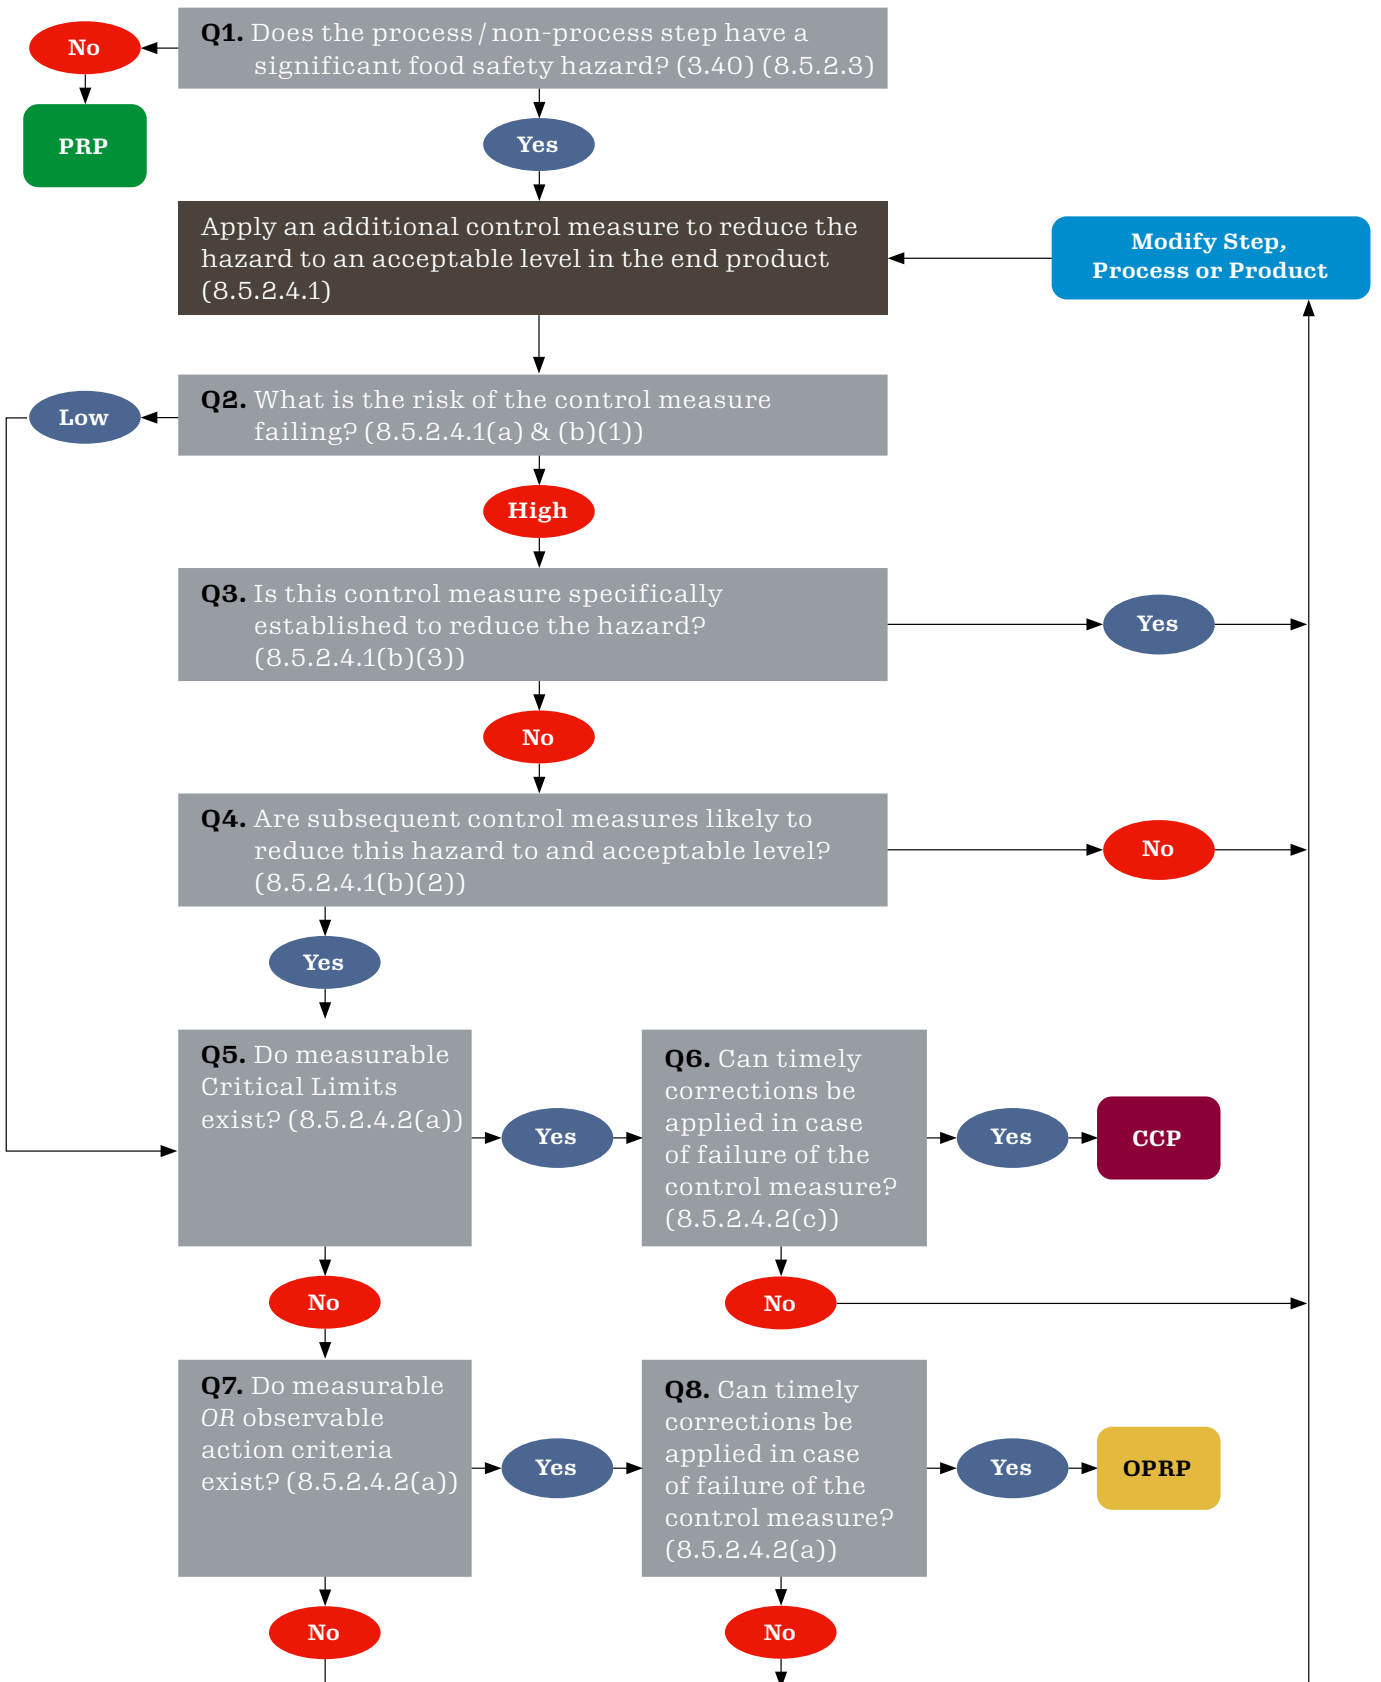 No
Q1. Does the process / non-process step have a
significant food safety hazard? (3.40) (8.5.2.3)
PRP
Yes
Apply an additional control measure to reduce the
hazard to an acceptable level in the end product
(8.5.2.4.1)
Modify Step,
Process or Product
Low
Q2. What is the risk of the control measure
failing? (8.5.2.4.1(a) & (b)(1))
High
Q3. Is this control measure specifically
established to reduce the hazard?
(8.5.2.4.1(b)(3))
Yes
No
Q4. Are subsequent control measures likely to
reduce this hazard to and acceptable level?
(8.5.2.4.1(b)(2))
No
Yes
Q5. Do measurable
Critical Limits
exist? (8.5.2.4.2(a))
Yes
Q6. Can timely
corrections be
applied in case
of failure of the
control measure?
(8.5.2.4.2(c))
Yes
CCP
No
No
Q7. Do measurable
OR observable
action criteria
exist? (8.5.2.4.2(a))
Yes
Q8. Can timely
corrections be
applied in case
of failure of the
control measure?
(8.5.2.4.2(a))
Yes
OPRP
No
No